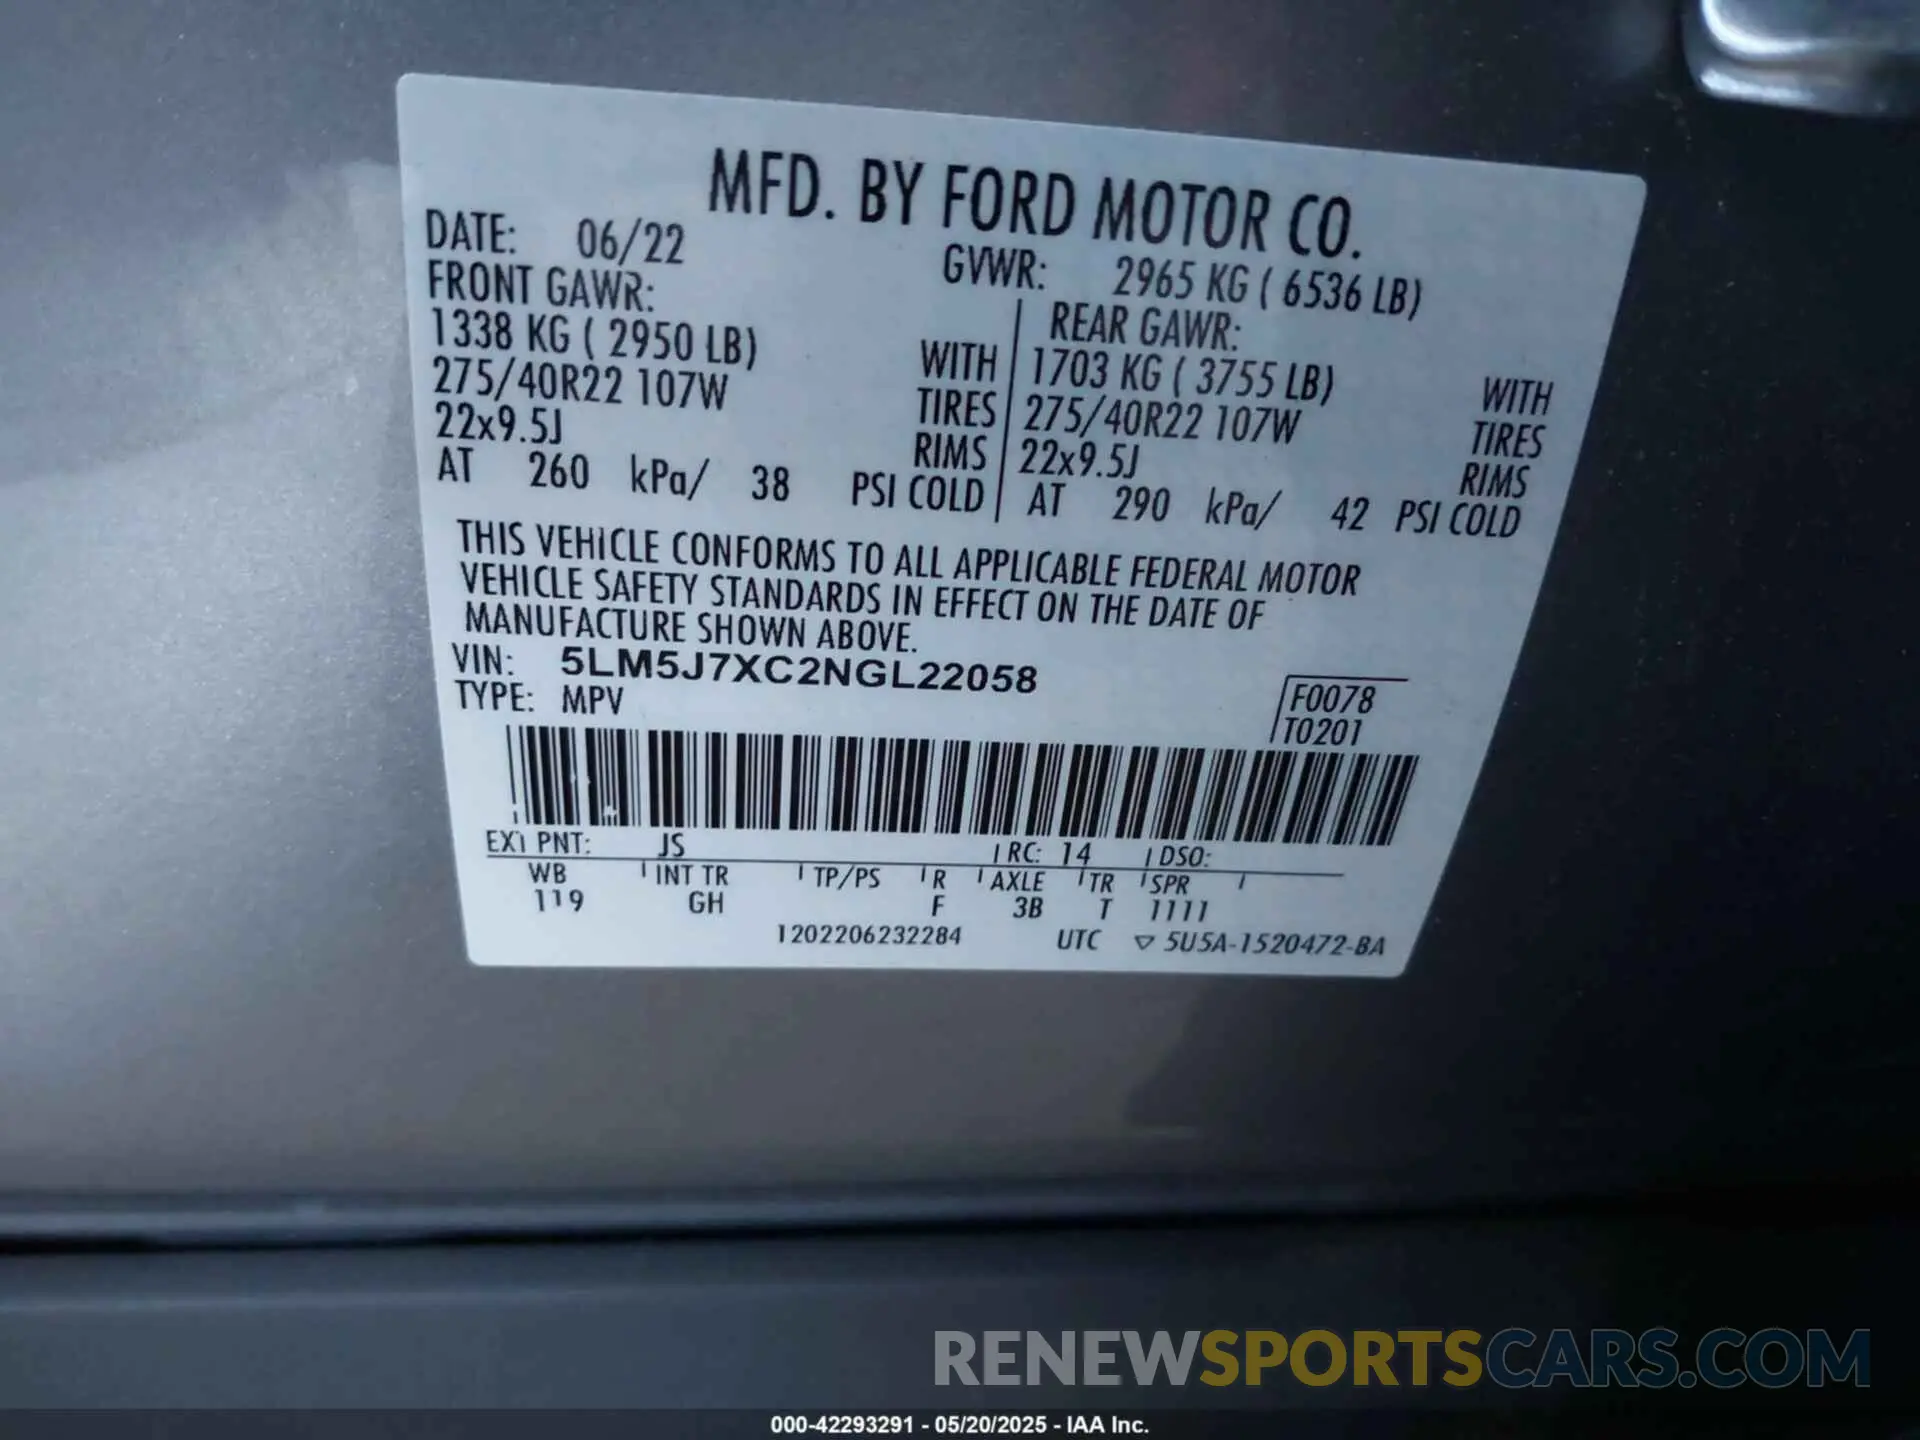 MFD. BY FORD MOTOR CO.
DATE: 06/22 GVWR: 2965 KG ( 6536 LB)
FRONT GAWR: REAR GAWR:
1338 KG ( 2950 LB) WITH 1703 KG ( 3755 LB) WITH
275/40R22 107W TIRES 275/40R22 107W TIRES
22x9.5J RIMS 22x9.5J RIMS
AT 260 kPa/ 38 PSI COLD AT 290 kPa/ 42 PSI COLD
THIS VEHICLE CONFORMS TO ALL APPLICABLE FEDERAL MOTOR
VEHICLE SAFETY STANDARDS IN EFFECT ON THE DATE OF
MANUFACTURE SHOWN ABOVE.
VIN: 5LM5J7XC2NGL22058
TYPE: MPV
F0078
T0201
EXT PNT: JS RC: 14 DSO:
WB INT TR TP/PS R AXLE TR SPR
119 GH F 3B T 1111
1202206232284 UTC ▽ 5U5A-1520472-BA
RENEWSPORTSCARS.COM
000-42293291 - 05/20/2025 - IAA Inc.